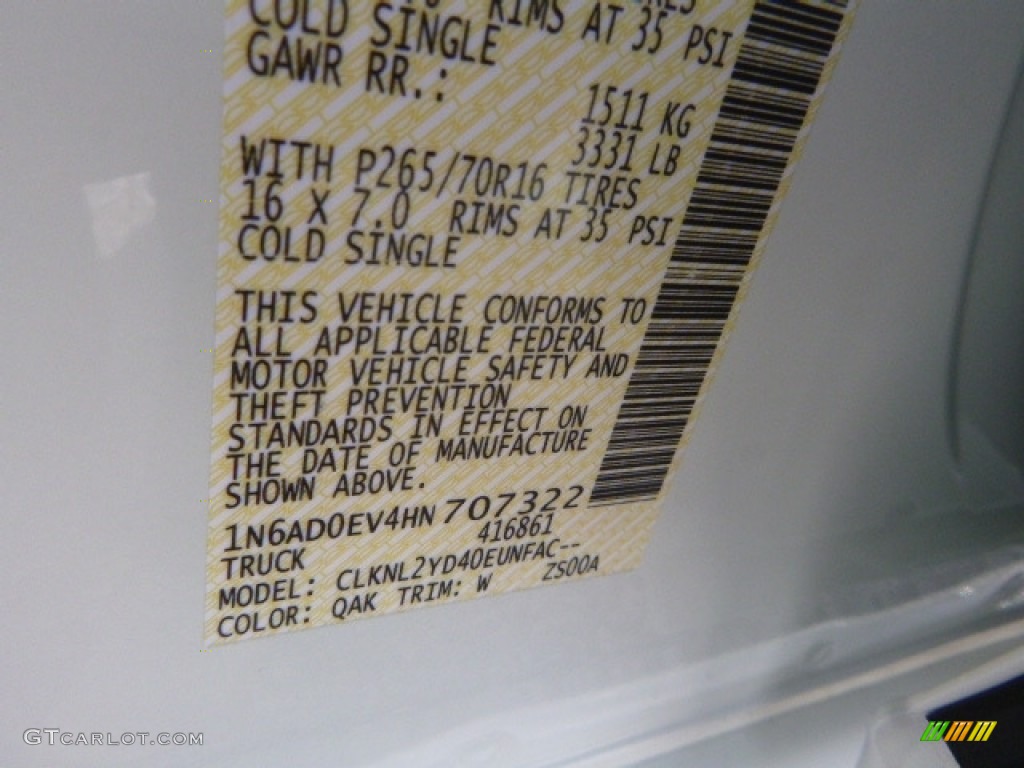 RIMS AT 35 PSI
COLD SINGLE
GAWR RR.:
1511 KG
3331 LB
WITH P265/70R16 TIRES
16 X 7.0 RIMS AT 35 PSI
COLD SINGLE
THIS VEHICLE CONFORMS TO
ALL APPLICABLE FEDERAL
MOTOR VEHICLE SAFETY AND
THEFT PREVENTION
STANDARDS IN EFFECT ON
THE DATE OF MANUFACTURE
SHOWN ABOVE.
1N6AD0EV4HN707322
TRUCK 416861
MODEL: CLKNL2YD40EUNFAC--
COLOR: QAK TRIM: W ZS00A
GTCARLOT.COM